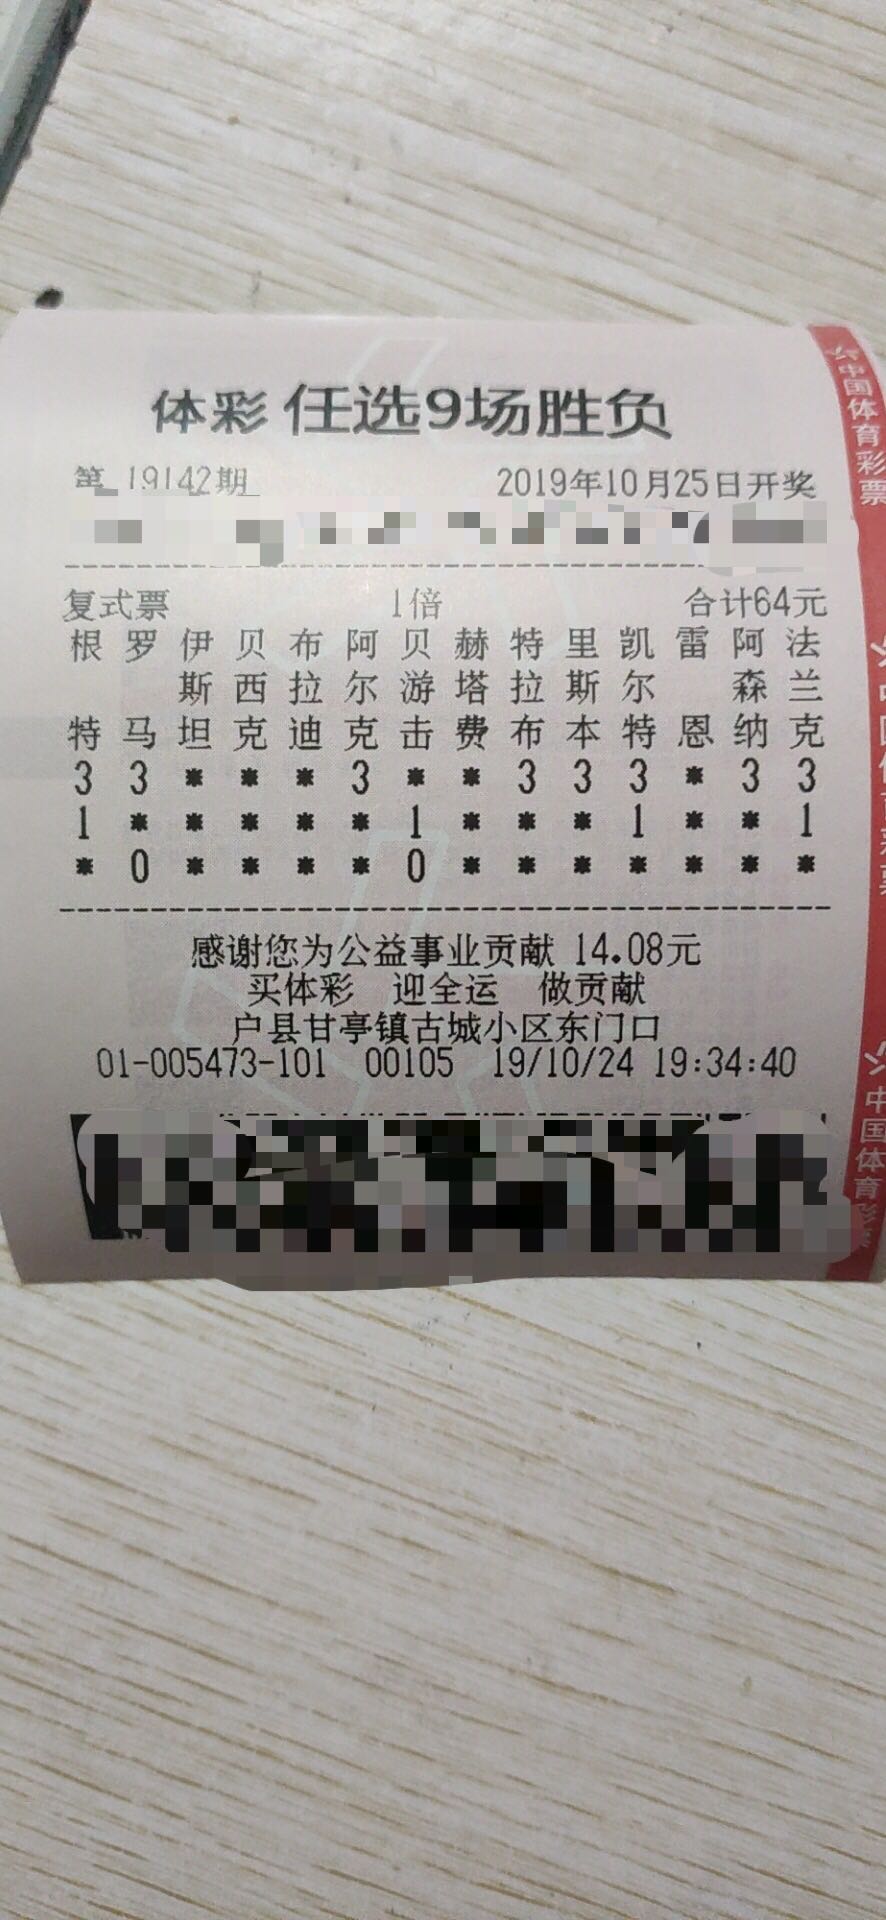 体彩 任选9场胜负
第 19142期 2019年10月25日开奖
复式票 1倍 合计64元
根 罗 伊 贝 布 阿 贝 赫 特 里 凯 雷 阿 法
斯 西 拉 尔 游 塔 拉 斯 尔 森 兰
特 马 坦 克 迪 克 击 费 布 本 特 恩 纳 克
3 3 * * * 3 * * 3 3 3 * 3 3
1 * * * * * 1 * * * 1 * * 1
* 0 * * * * 0 * * * * * * *
感谢您为公益事业贡献 14.08元
买体彩 迎全运 做贡献
户县甘亭镇古城小区东门口
01-005473-101 00105 19/10/24 19:34:40
中国体育彩票
中国体育彩票